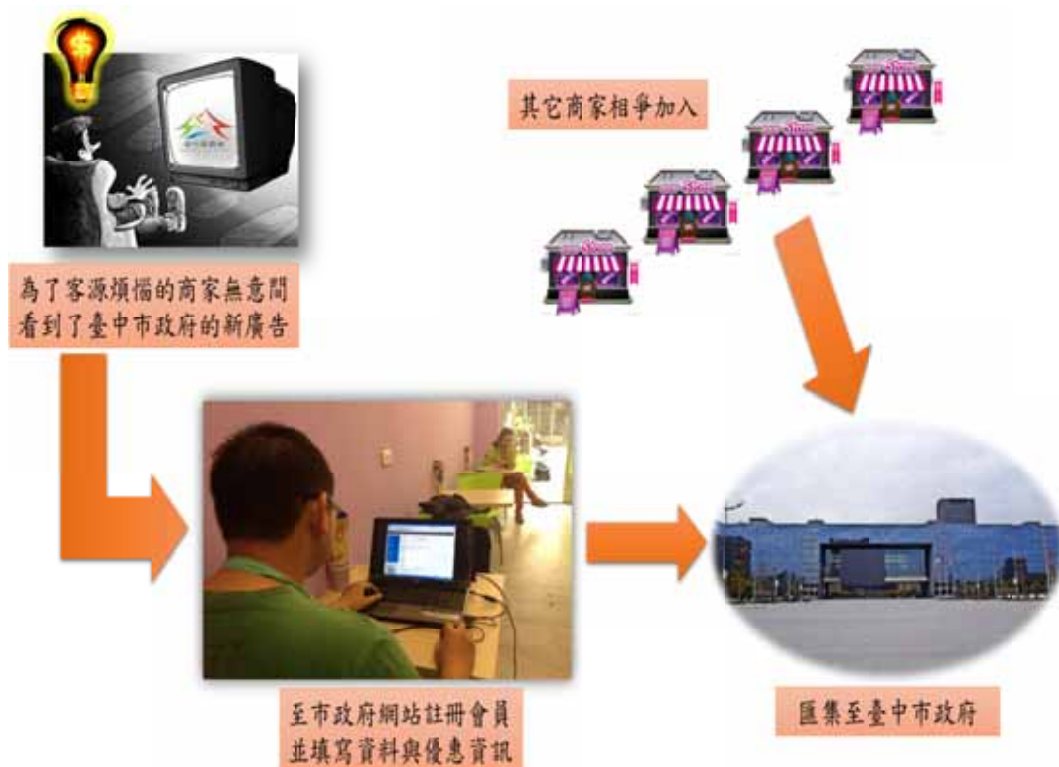 為了客源煩惱的商家無意間
看到了臺中市政府的新廣告
其它商家相爭加入
至市政府網站註冊會員
並填寫資料與優惠資訊
匯集至臺中市政府